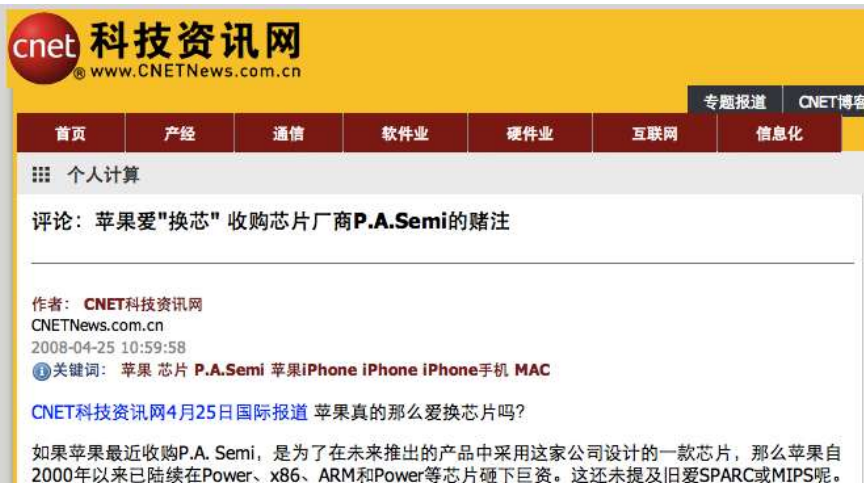 cnet 科技资讯网
® www.CNETNews.com.cn
专题报道 CNET博客
首页 产经 通信 软件业 硬件业 互联网 信息化
个人计算
评论：苹果爱"换芯" 收购芯片厂商P.A.Semi的赌注
作者： CNET科技资讯网
CNETNews.com.cn
2008-04-25 10:59:58
关键词： 苹果 芯片 P.A.Semi 苹果iPhone iPhone iPhone手机 MAC
CNET科技资讯网4月25日国际报道 苹果真的那么爱换芯片吗?
如果苹果最近收购P.A. Semi，是为了在未来推出的产品中采用这家公司设计的一款芯片，那么苹果自
2000年以来已陆续在Power、x86、ARM和Power等芯片砸下巨资。这还未提及旧爱SPARC或MIPS呢。